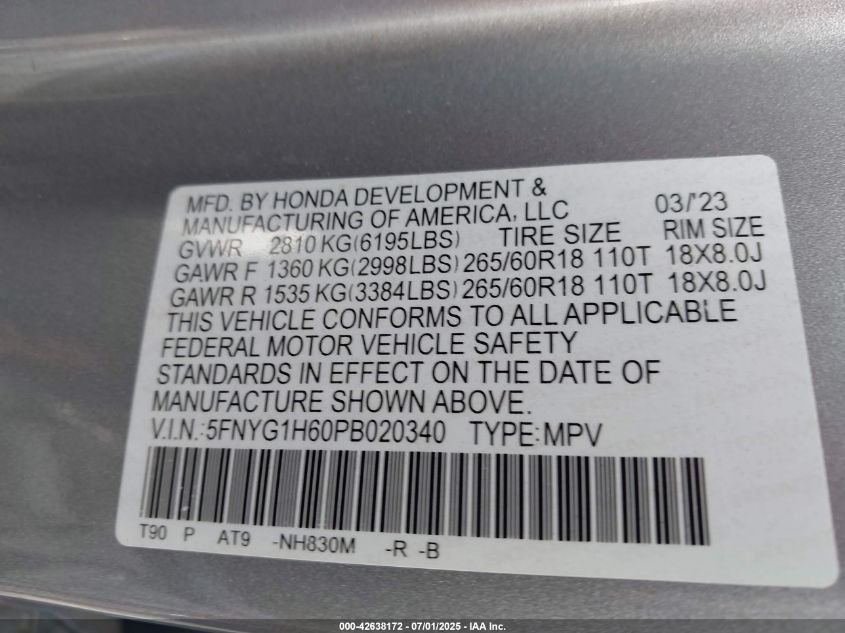 MFD. BY HONDA DEVELOPMENT &
MANUFACTURING OF AMERICA, LLC 03/'23
GVWR 2810 KG(6195LBS) TIRE SIZE RIM SIZE
GAWR F 1360 KG(2998LBS) 265/60R18 110T 18X8.0J
GAWR R 1535 KG(3384LBS) 265/60R18 110T 18X8.0J
THIS VEHICLE CONFORMS TO ALL APPLICABLE
FEDERAL MOTOR VEHICLE SAFETY
STANDARDS IN EFFECT ON THE DATE OF
MANUFACTURE SHOWN ABOVE.
V.I.N.:5FNYG1H60PB020340 TYPE:MPV
T90 P AT9 -NH830M -R -B
000-42638172 - 07/01/2025 - IAA Inc.